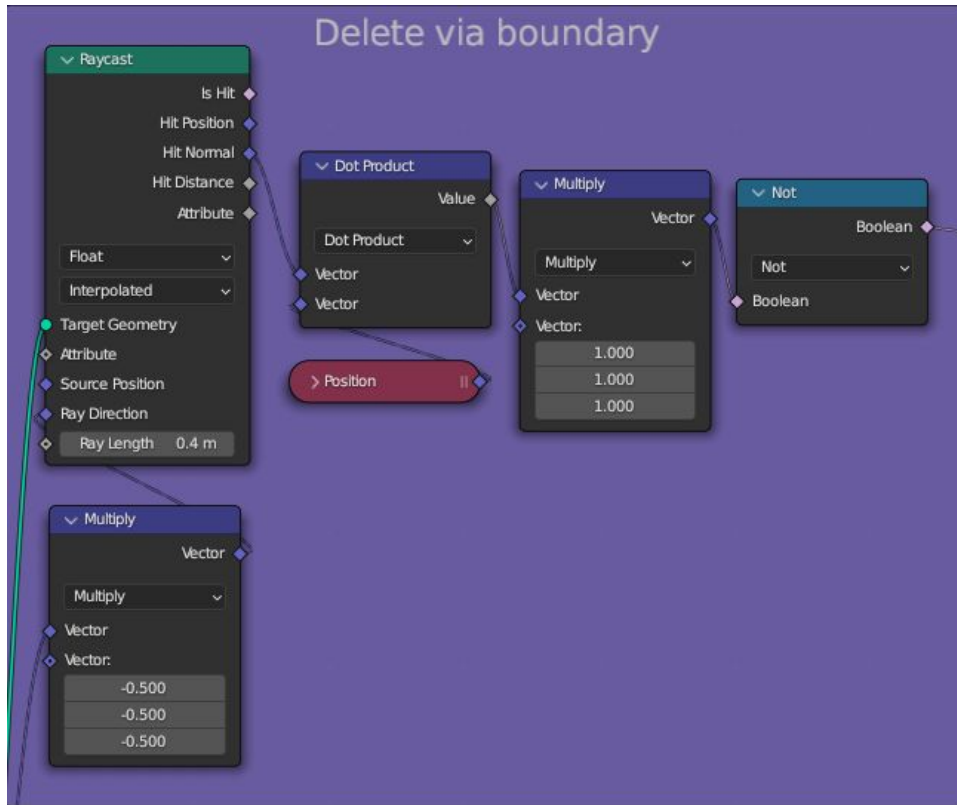 Delete via boundary
Raycast
Is Hit
Hit Position
Hit Normal
Hit Distance
Attribute
Float
Interpolated
Target Geometry
Attribute
Source Position
Ray Direction
Ray Length 0.4 m
Dot Product
Value
Dot Product
Vector
Vector
Position
Multiply
Vector
Multiply
Vector
Vector:
1.000
1.000
1.000
Not
Boolean
Not
Boolean
Multiply
Vector
Multiply
Vector
Vector:
-0.500
-0.500
-0.500